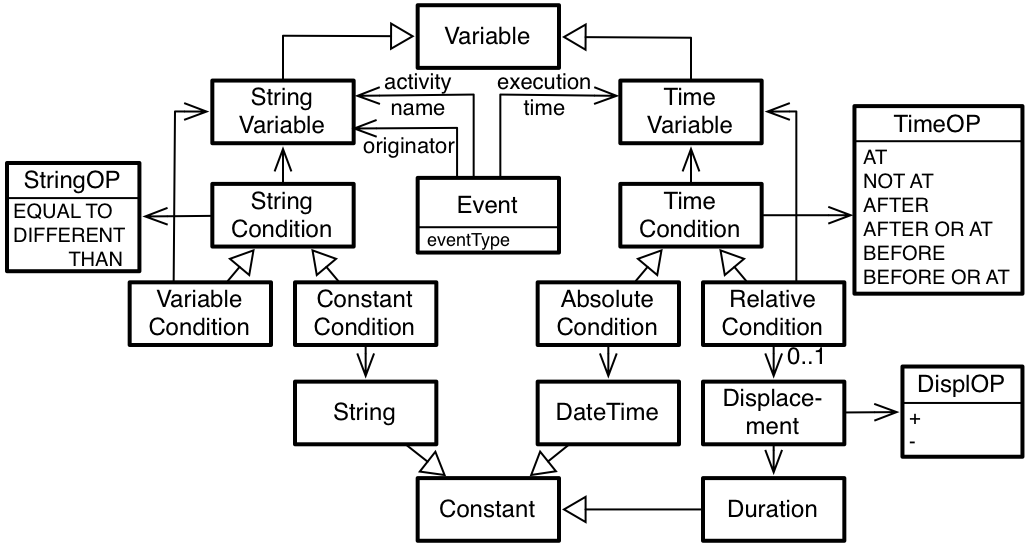 Variable
activity
name
execution
time
String
Variable
Time
Variable
originator
TimeOP
AT
NOT AT
AFTER
AFTER OR AT
BEFORE
BEFORE OR AT
StringOP
EQUAL TO
DIFFERENT
THAN
String
Condition
Event
eventType
Time
Condition
Variable
Condition
Constant
Condition
Absolute
Condition
Relative
Condition
0..1
String
DateTime
Displace-
ment
DisplOP
+
-
Constant
Duration